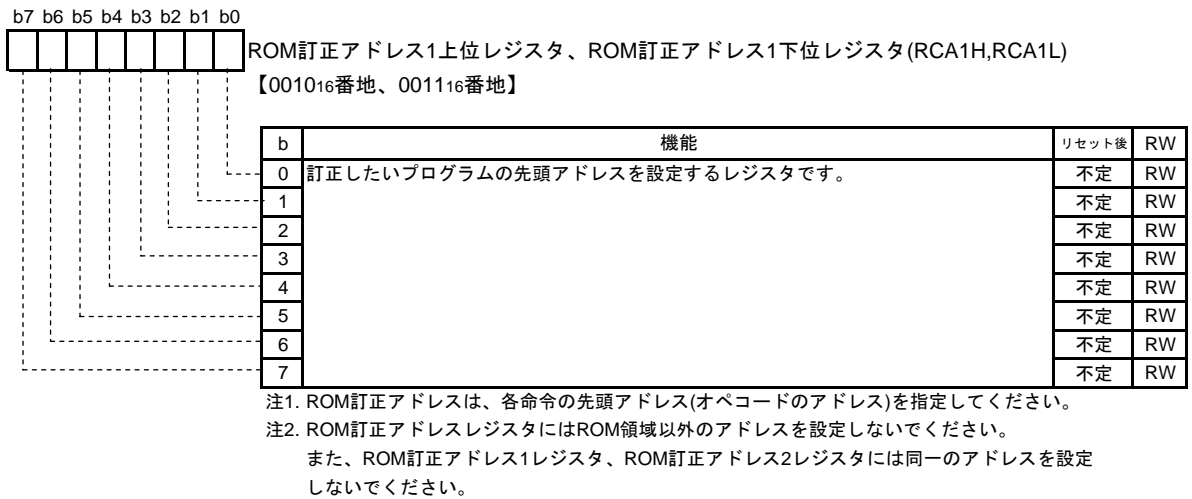 b7 b6 b5 b4 b3 b2 b1 b0
ROM訂正アドレス1上位レジスタ、ROM訂正アドレス1下位レジスタ(RCA1H,RCA1L)
【001016番地、001116番地】
b 機能 リセット後 RW
0 訂正したいプログラムの先頭アドレスを設定するレジスタです。 不定 RW
1 不定 RW
2 不定 RW
3 不定 RW
4 不定 RW
5 不定 RW
6 不定 RW
7 不定 RW
注1. ROM訂正アドレスは、各命令の先頭アドレス(オペコードのアドレス)を指定してください。
注2. ROM訂正アドレスレジスタにはROM領域以外のアドレスを設定しないでください。
また、ROM訂正アドレス1レジスタ、ROM訂正アドレス2レジスタには同一のアドレスを設定
しないでください。